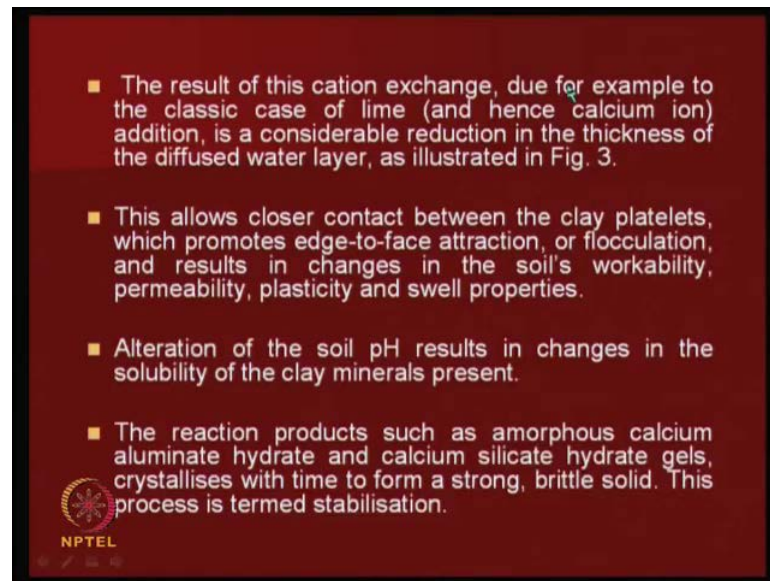 The result of this cation exchange, due for example to
the classic case of lime (and hence calcium ion)
addition, is a considerable reduction in the thickness of
the diffused water layer, as illustrated in Fig. 3.
This allows closer contact between the clay platelets,
which promotes edge-to-face attraction, or flocculation,
and results in changes in the soil's workability,
permeability, plasticity and swell properties.
Alteration of the soil pH results in changes in the
solubility of the clay minerals present.
The reaction products such as amorphous calcium
aluminate hydrate and calcium silicate hydrate gels,
crystallises with time to form a strong, brittle solid. This
process is termed stabilisation.
NPTEL